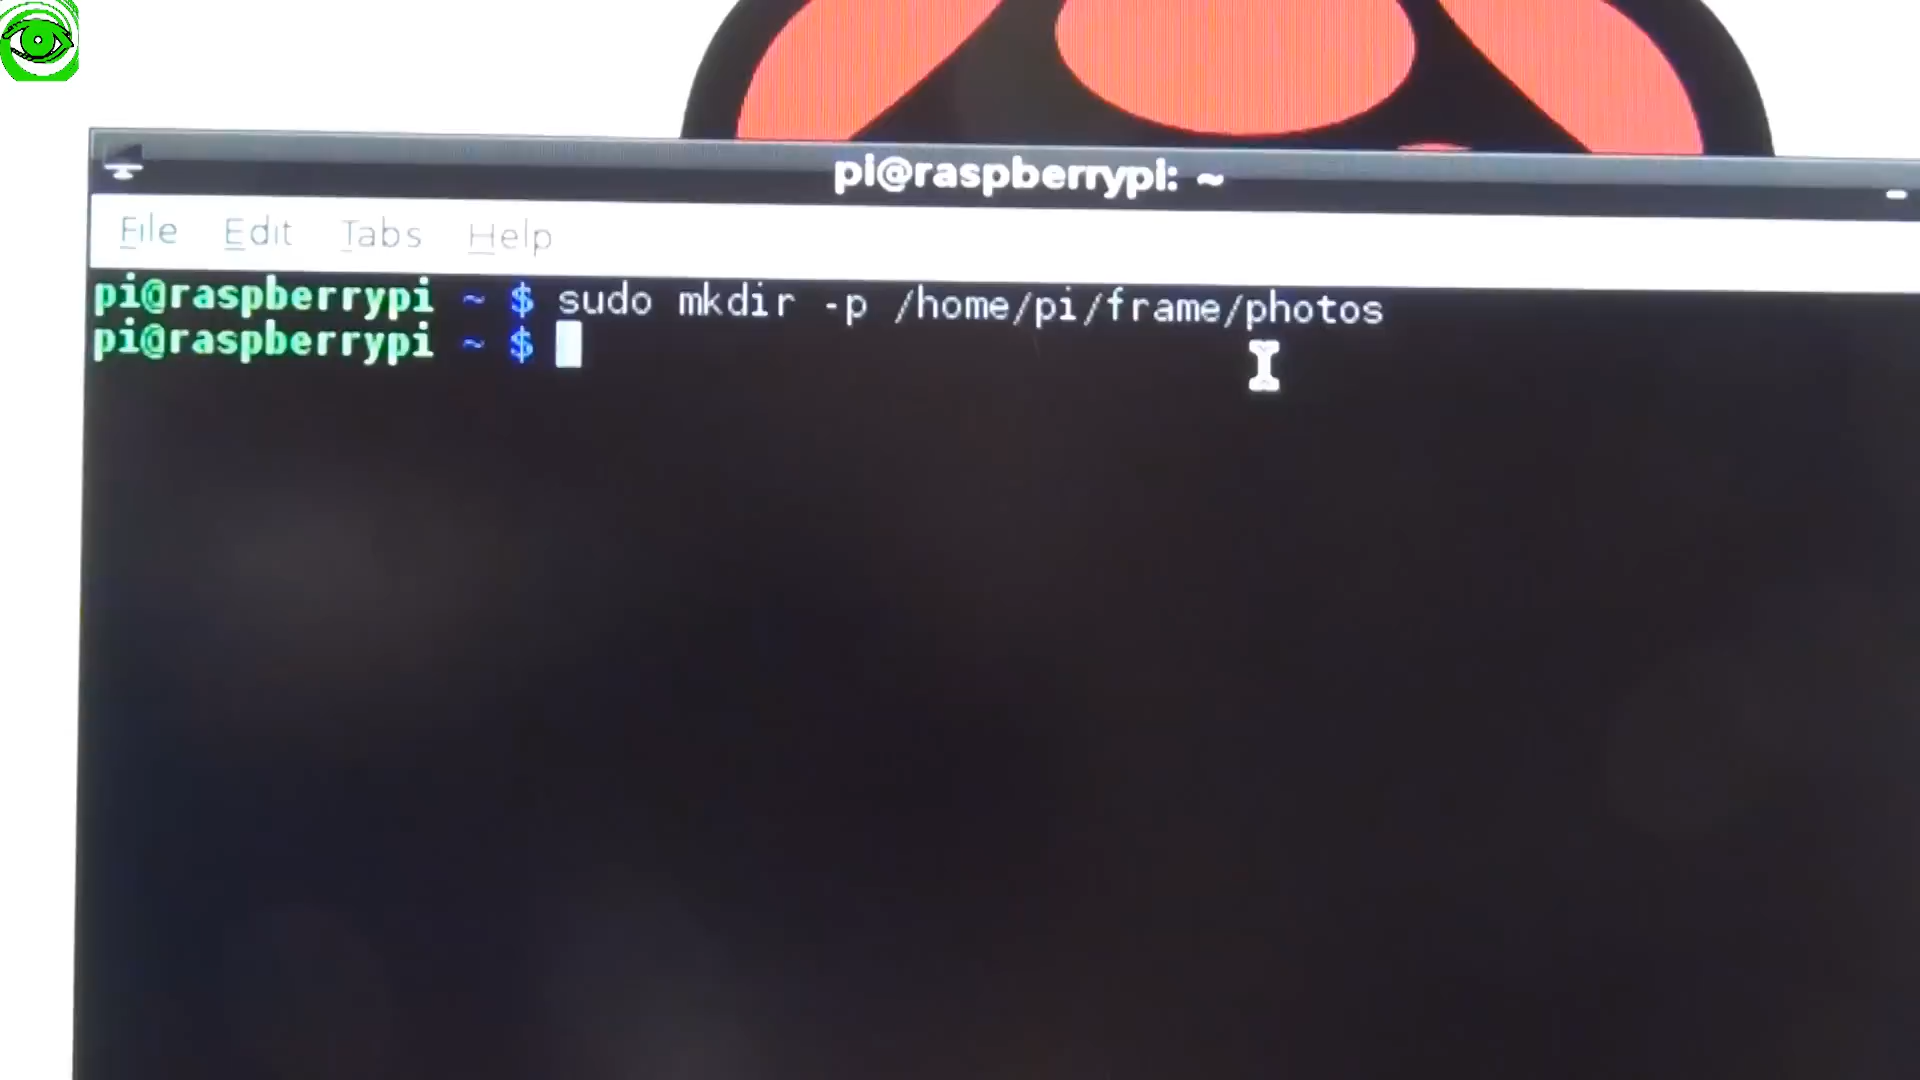 pi@raspberrypi: ~
File Edit Tabs Help
pi@raspberrypi ~ $ sudo mkdir -p /home/pi/frame/photos
pi@raspberrypi ~ $